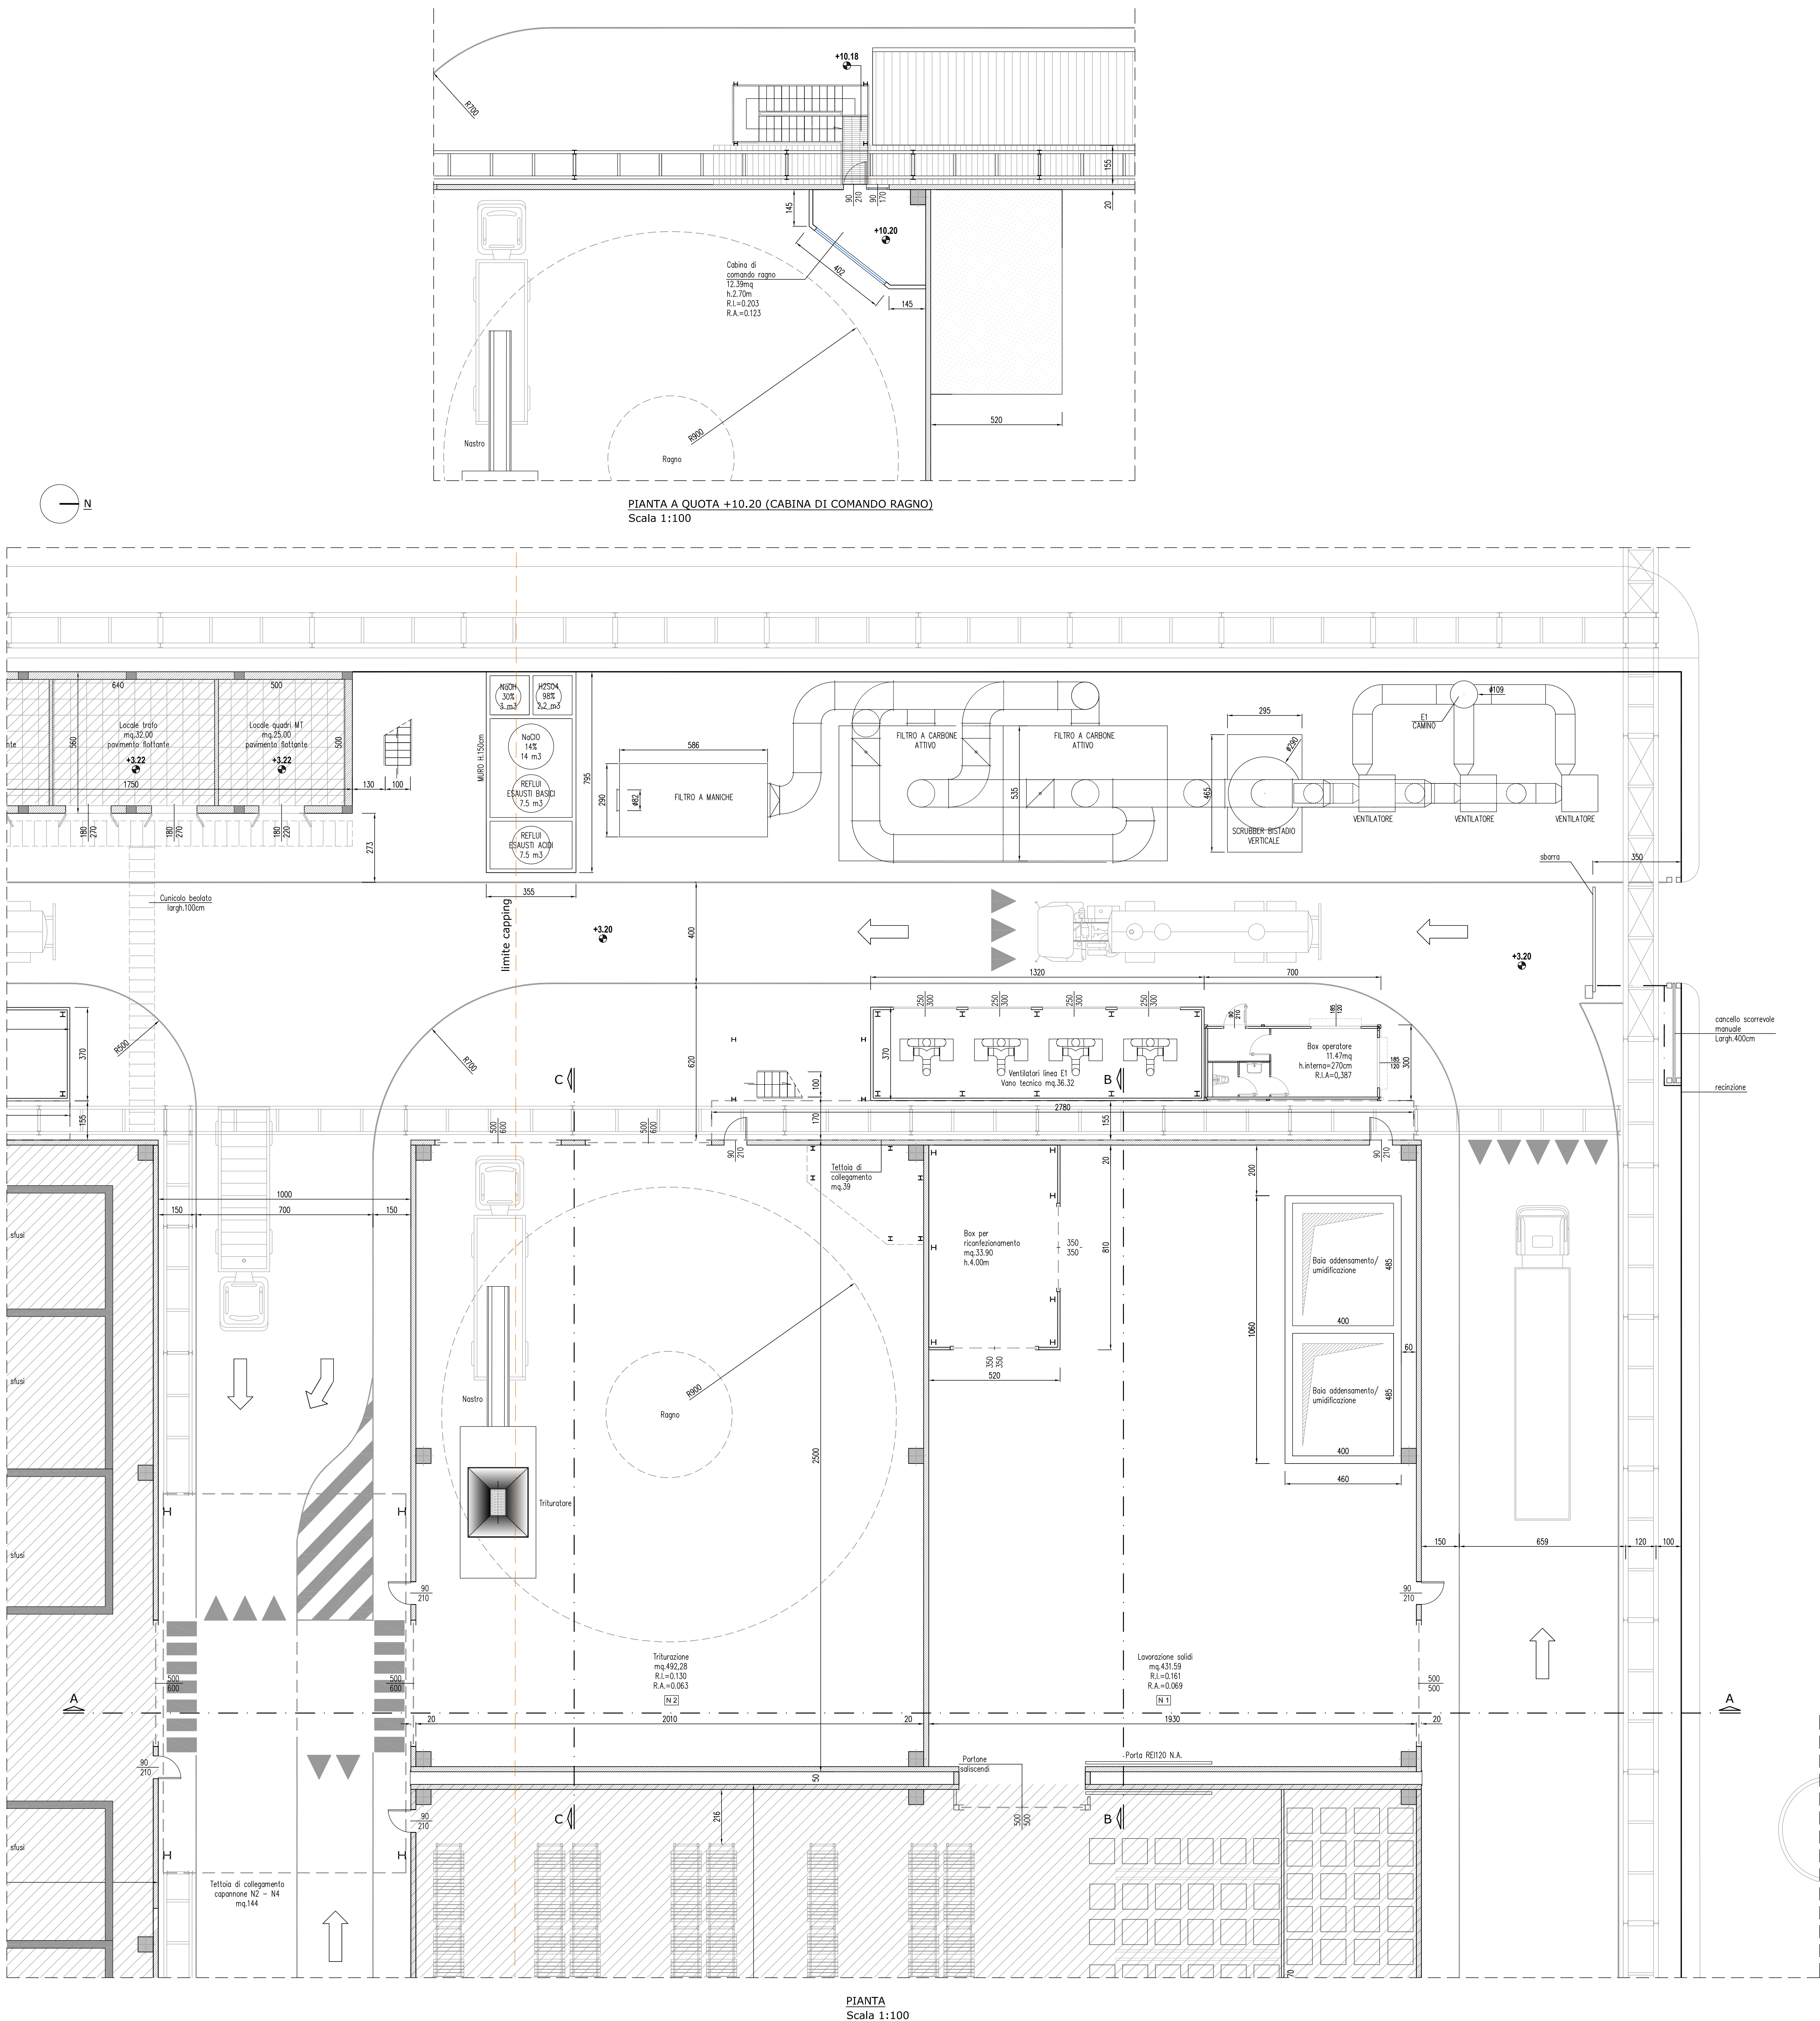 +10.18
R700
155
20
90
210
90
170
145
+10.20
402
145
Cabina di
comando ragno
12.39mq
h.2.70m
R.I.=0.203
R.A.=0.123
520
Nastro
R900
Ragno
N
PIANTA A QUOTA +10.20 (CABINA DI COMANDO RAGNO)
Scala 1:100
640
500
Locale trafo
mq.32.00
pavimento flottante
+3.22
Locale quadri MT
mq.25.00
pavimento flottante
+3.22
nte
560
500
1750
130
100
180
270
180
270
180
220
273
MURO H.150cm
NaOH
30%
3 m3
H2SO4
98%
2.2 m3
NaClO
14%
14 m3
REFLUI
ESAUSTI BASICI
7.5 m3
REFLUI
ESAUSTI ACIDI
7.5 m3
795
355
586
290
ø82
FILTRO A MANICHE
FILTRO A CARBONE
ATTIVO
FILTRO A CARBONE
ATTIVO
535
295
ø290
465
SCRUBBER BISTADIO
VERTICALE
E1
CAMINO
ø109
VENTILATORE
VENTILATORE
VENTILATORE
sbarra
350
Cunicolo beolato
largh.100cm
limite capping
+3.20
400
+3.20
1320
700
250
300
250
300
250
300
250
300
90
210
185
120
370
R500
R700
620
370
Ventilatori linea E1
Vano tecnico mq.36.32
Box operatore
11.47mq
h.interno=270cm
R.I.A=0,387
185
120
300
cancello scorrevole
manuale
Largh.400cm
recinzione
C
B
100
170
155
2780
155
500
600
500
600
90
210
90
210
Tettoia di
collegamento
mq.39
20
200
1000
150
700
150
sfusi
Box per
riconfezionamento
mq.33.90
h.4.00m
350
350
810
350
350
520
Baia addensamento/
umidificazione
485
400
1060
60
Baia addensamento/
umidificazione
485
400
460
sfusi
Nastro
R900
Ragno
2500
Trituratore
sfusi
150
659
120
100
90
210
90
210
Triturazione
mq.492,28
R.I.=0.130
R.A.=0.063
N 2
Lavorazione solidi
mq.431.59
R.I.=0.161
R.A.=0.069
N 1
500
600
500
600
500
500
A
A
20
2010
20
1930
20
90
210
Portone
saliscendi
Porta REI120 N.A.
50
90
210
C
216
500
500
B
sfusi
Tettoia di collegamento
capannone N2 - N4
mq.144
70
PIANTA
Scala 1:100